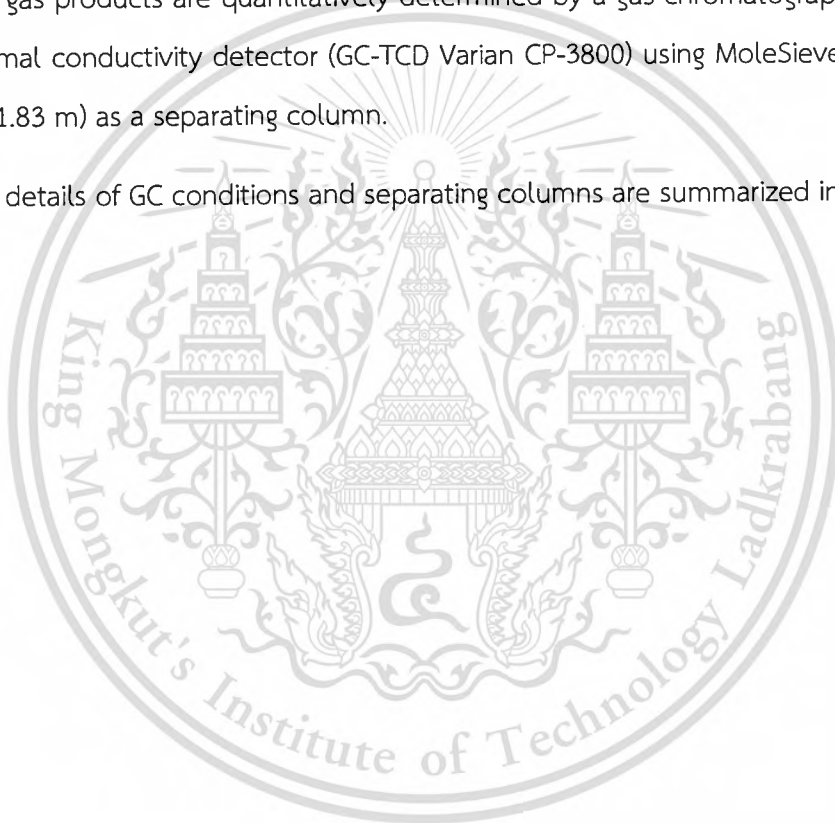 gas products are quantitatively determined by a gas chromatograph
mal conductivity detector (GC-TCD Varian CP-3800) using MoleSieve
1.83 m) as a separating column.
details of GC conditions and separating columns are summarized in
King Mongkut's Institute of Technology Ladkrabang